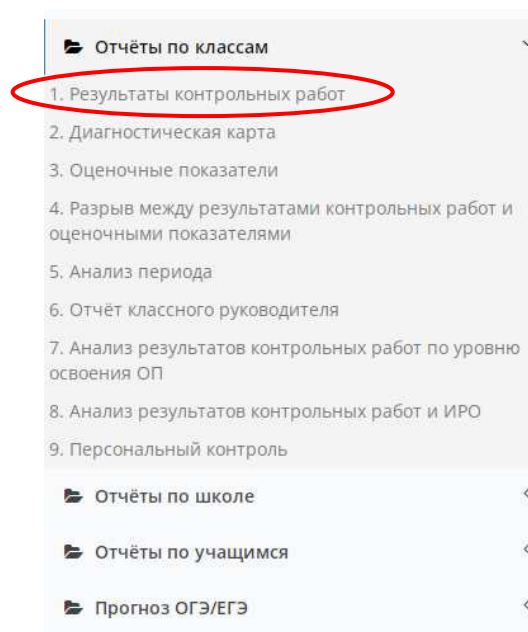 Отчёты по классам
1. Результаты контрольных работ
2. Диагностическая карта
3. Оценочные показатели
4. Разрыв между результатами контрольных работ и
оценочными показателями
5. Анализ периода
6. Отчёт классного руководителя
7. Анализ результатов контрольных работ по уровню
освоения ОП
8. Анализ результатов контрольных работ и ИРО
9. Персональный контроль
Отчёты по школе
Отчёты по учащимся
Прогноз ОГЭ/ЕГЭ